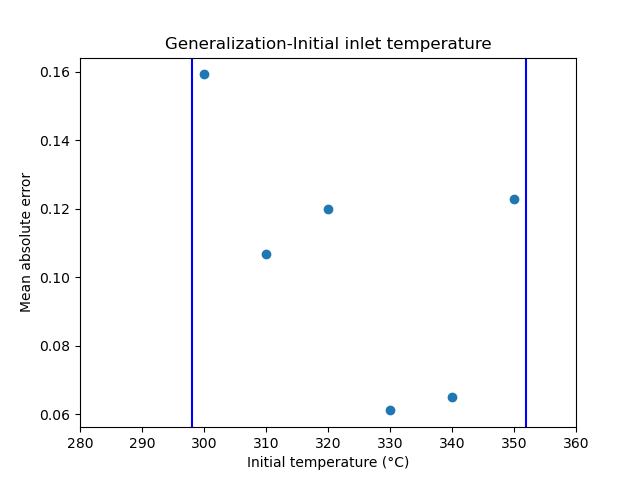 Generalization-Initial inlet temperature
0.16
0.14
0.12
0.10
0.08
0.06
Mean absolute error
280 290 300 310 320 330 340 350 360
Initial temperature (°C)